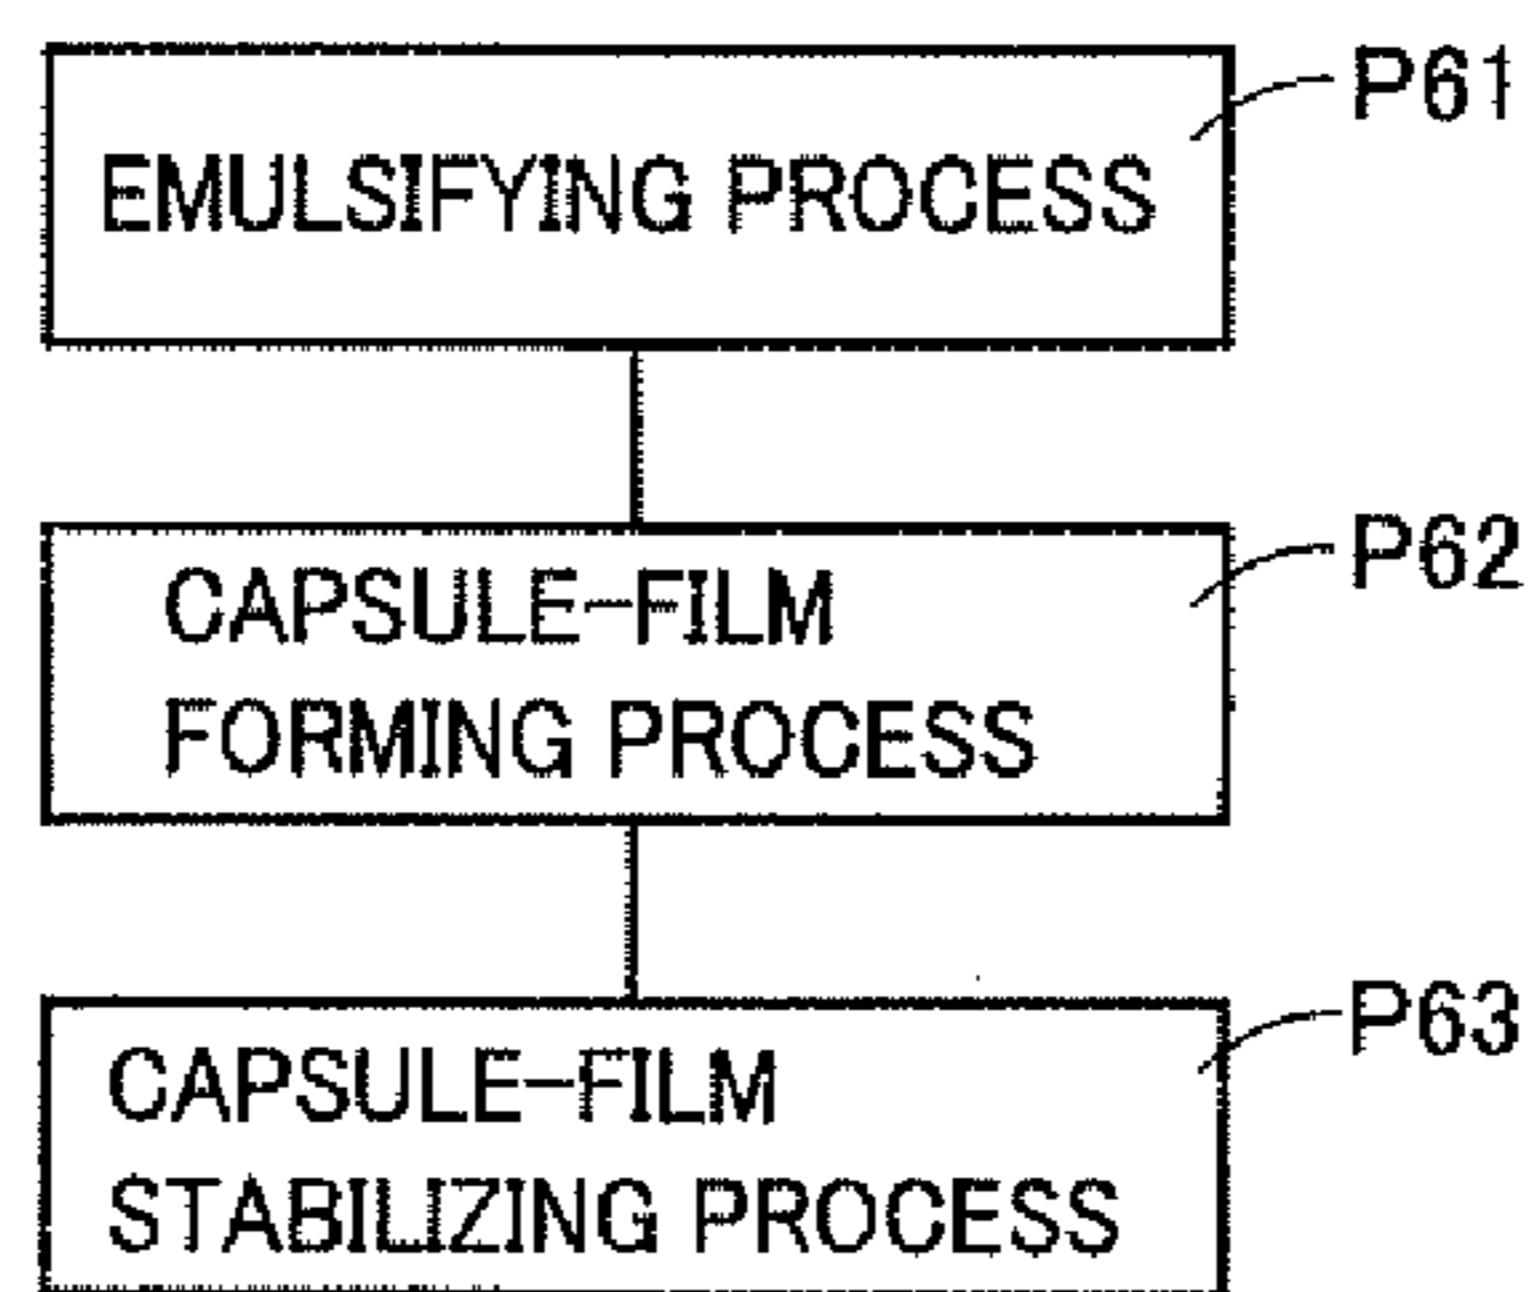 P61
EMULSIFYING PROCESS
P62
CAPSULE-FILM
FORMING PROCESS
P63
CAPSULE-FILM
STABILIZING PROCESS